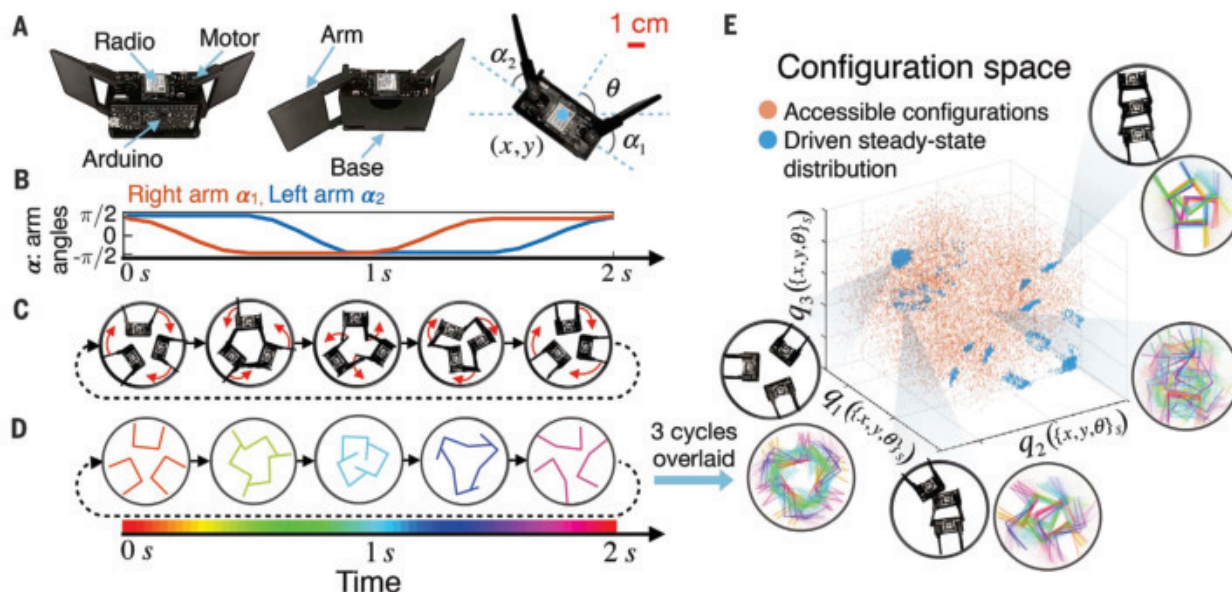 A
Radio
Motor
Arm
1 cm
α₂
θ
(x, y)
α₁
Arduino
Base
B
Right arm α₁, Left arm α₂
α: arm
angles
π/2
0
-π/2
0 s
1 s
2 s
C
D
3 cycles
overlaid
0 s
1 s
2 s
Time
E
Configuration space
Accessible configurations
Driven steady-state
distribution
q₃({x,y,θ}ₛ)
q₁({x,y,θ}ₛ)
q₂({x,y,θ}ₛ)